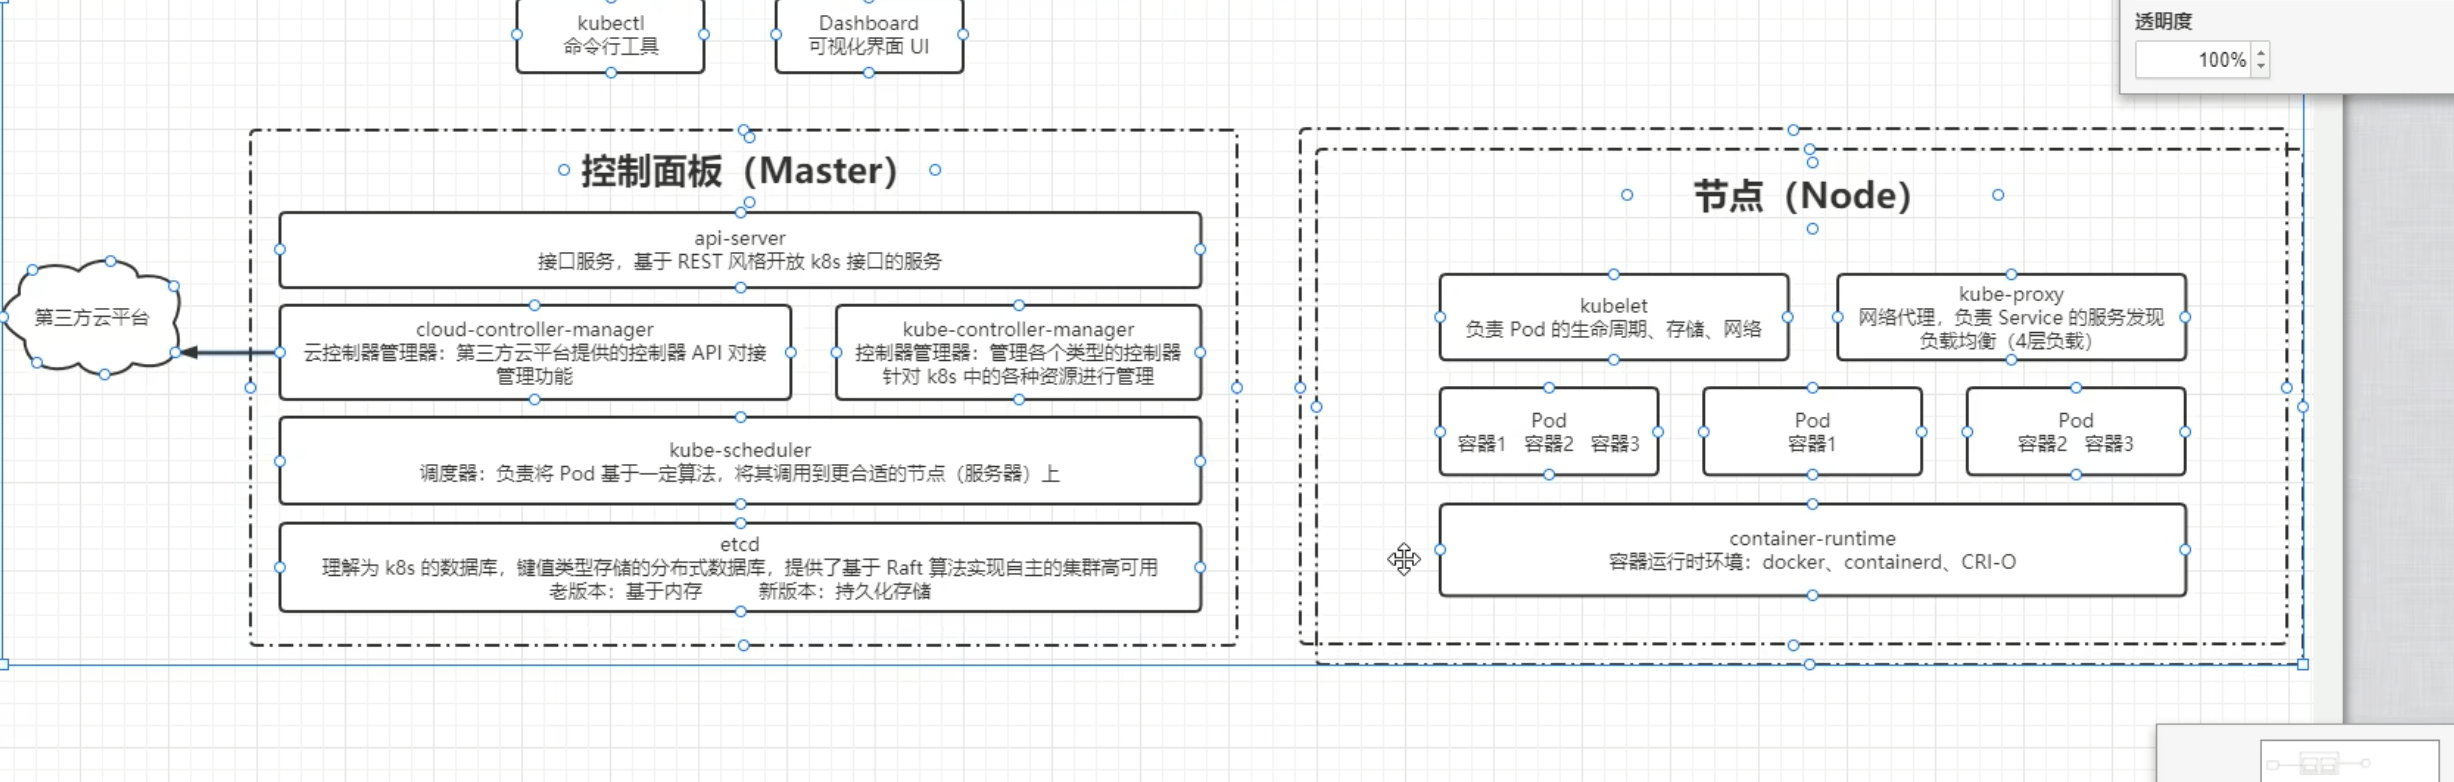 kubectl
命令行工具
Dashboard
可视化界面 UI
透明度
100%
控制面板（Master）
api-server
接口服务，基于 REST 风格开放 k8s 接口的服务
第三方云平台
cloud-controller-manager
云控制器管理器：第三方云平台提供的控制器 API 对接
管理功能
kube-controller-manager
控制器管理器：管理各个类型的控制器
针对 k8s 中的各种资源进行管理
kube-scheduler
调度器：负责将 Pod 基于一定算法，将其调用到更合适的节点（服务器）上
etcd
理解为 k8s 的数据库，键值类型存储的分布式数据库，提供了基于 Raft 算法实现自主的集群高可用
老版本：基于内存 新版本：持久化存储
节点（Node）
kubelet
负责 Pod 的生命周期、存储、网络
kube-proxy
网络代理，负责 Service 的服务发现
负载均衡（4层负载）
Pod
容器1 容器2 容器3
Pod
容器1
Pod
容器2 容器3
container-runtime
容器运行时环境：docker、containerd、CRI-O